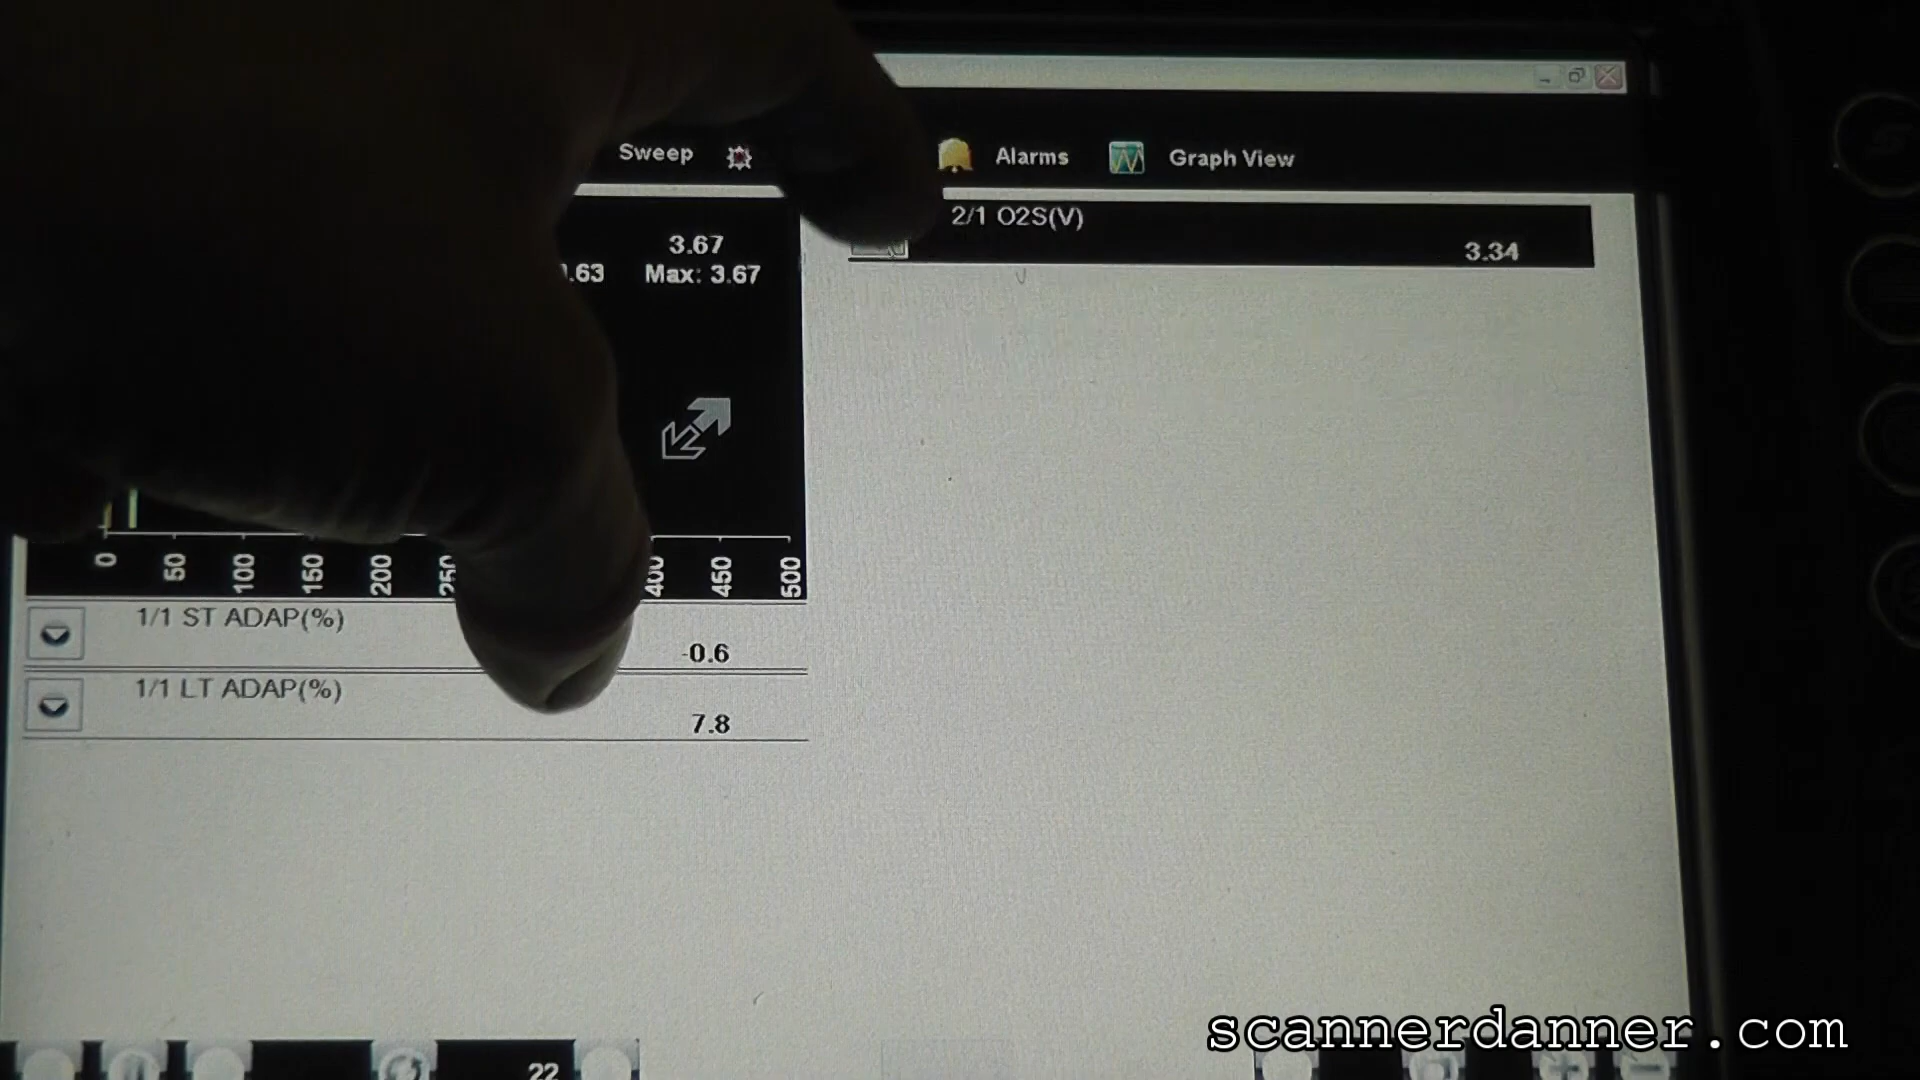 Sweep
Alarms
Graph View
2/1 O2S(V)
3.34
3.67
.63 Max: 3.67
0 50 100 150 200 250 400 450 500
1/1 ST ADAP(%)
-0.6
1/1 LT ADAP(%)
7.8
22
scannerdanner.com